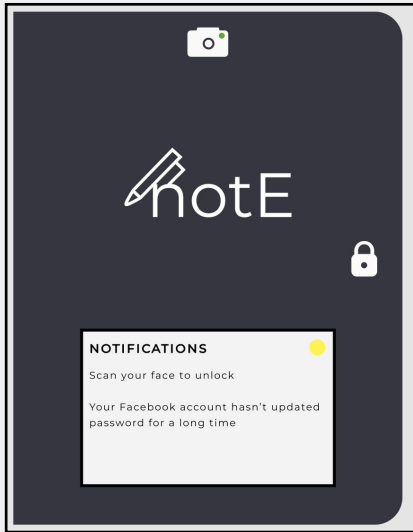 notE
NOTIFICATIONS
Scan your face to unlock
Your Facebook account hasn't updated
password for a long time